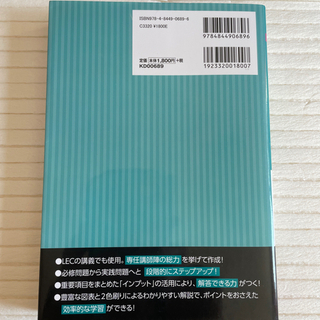 ISBN978-4-8449-0689-6
C3320 ¥1800E
定価 本体1,800円 +税
KD00689
9784844906896
1923320018007
●LECの講義でも使用。専任講師陣の総力を挙げて作成!
●必修問題から実践問題へと段階的にステップアップ!
●重要項目をまとめた「インプット」の活用により、解答できる力がつく!
●豊富な図表と2色刷りによるわかりやすい解説で、ポイントをおさえた
効率的な学習ができる!